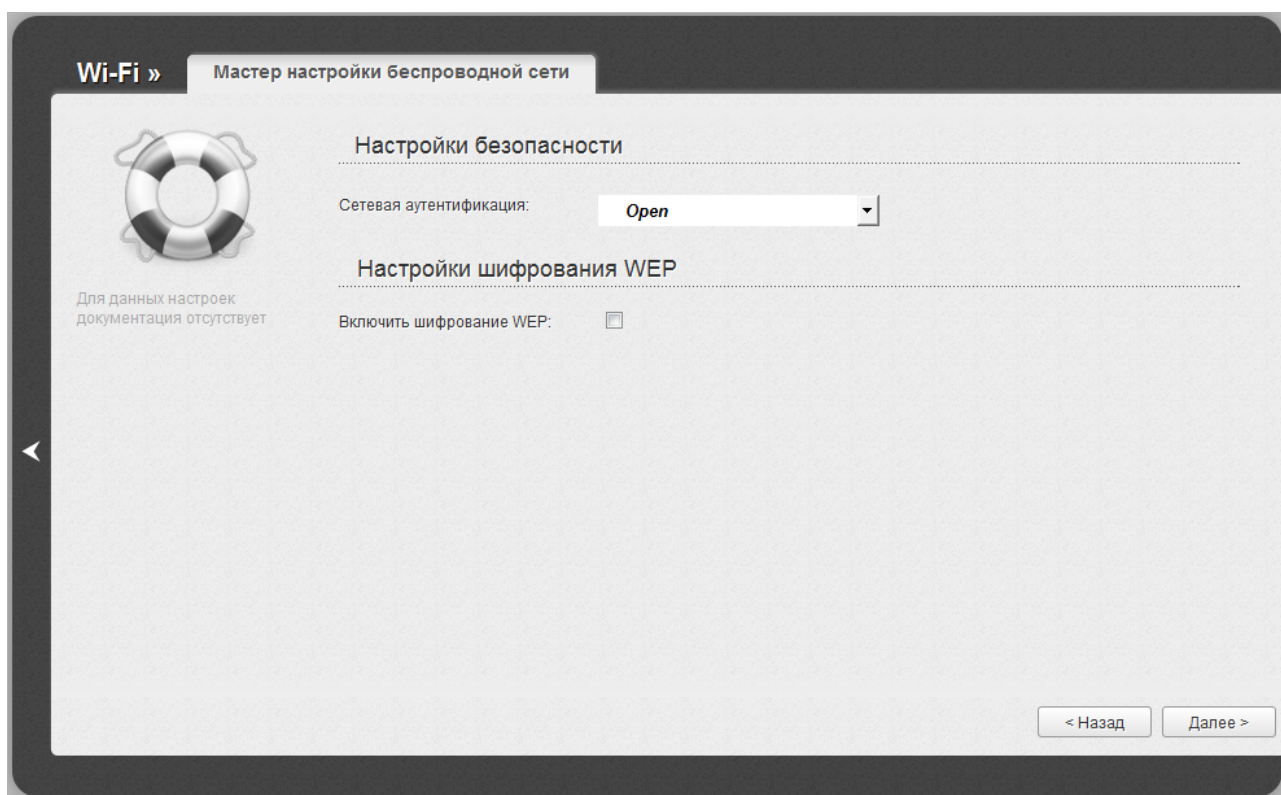 Wi-Fi »
Мастер настройки беспроводной сети
Настройки безопасности
Сетевая аутентификация:
Open
Настройки шифрования WEP
Для данных настроек
документация отсутствует
Включить шифрование WEP:
< Назад
Далее >